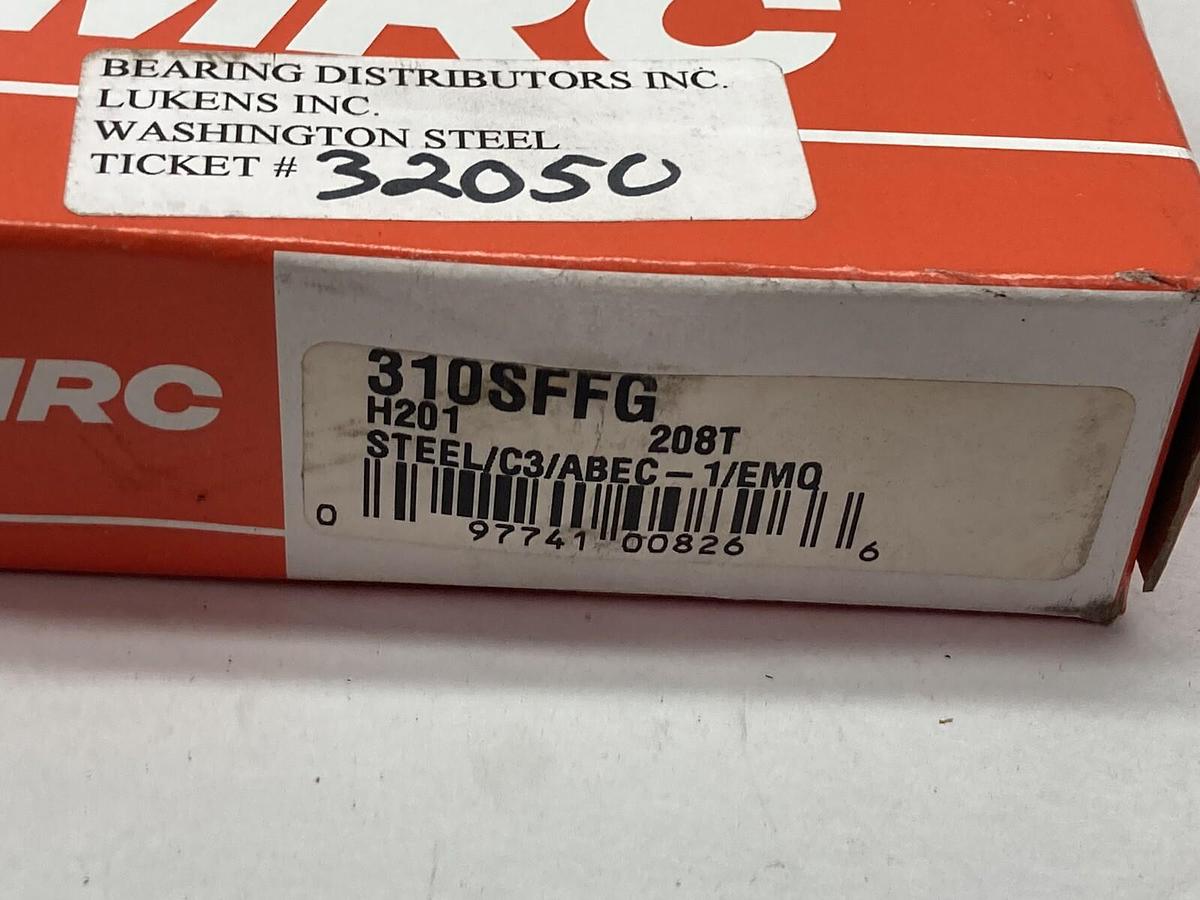 MRC
BEARING DISTRIBUTORS INC.
LUKENS INC.
WASHINGTON STEEL
TICKET # 32050
MRC
310SFFG
H201 208T
STEEL/C3/ABEC-1/EMQ
0 97741 00826 6